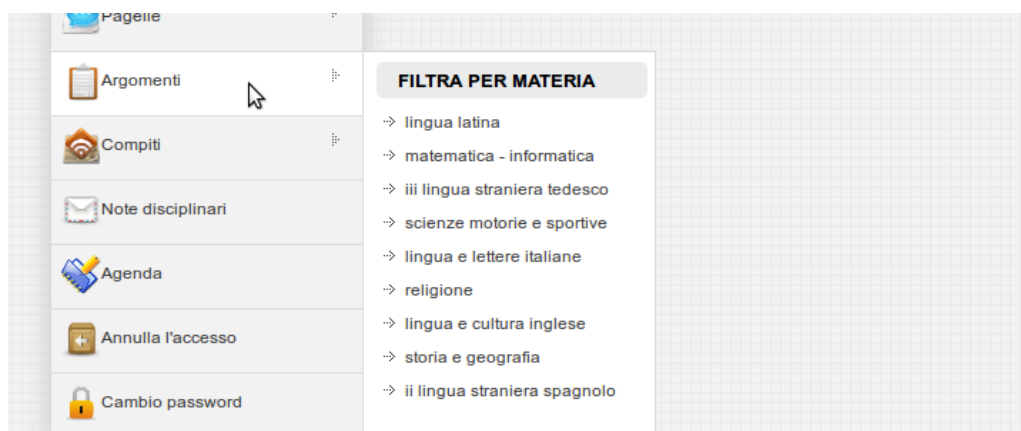 Pagelle
Argomenti
Compiti
Note disciplinari
Agenda
Annulla l'accesso
Cambio password
FILTRA PER MATERIA
lingua latina
matematica - informatica
iii lingua straniera tedesco
scienze motorie e sportive
lingua e lettere italiane
religione
lingua e cultura inglese
storia e geografia
ii lingua straniera spagnolo